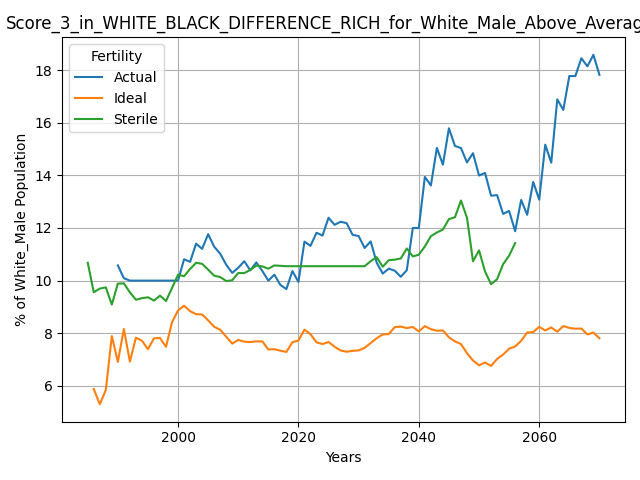 Score_3_in_WHITE_BLACK_DIFFERENCE_RICH_for_White_Male_Above_Averag
Fertility
Actual
Ideal
Sterile
% of White_Male Population
18
16
14
12
10
8
6
2000 2020 2040 2060
Years